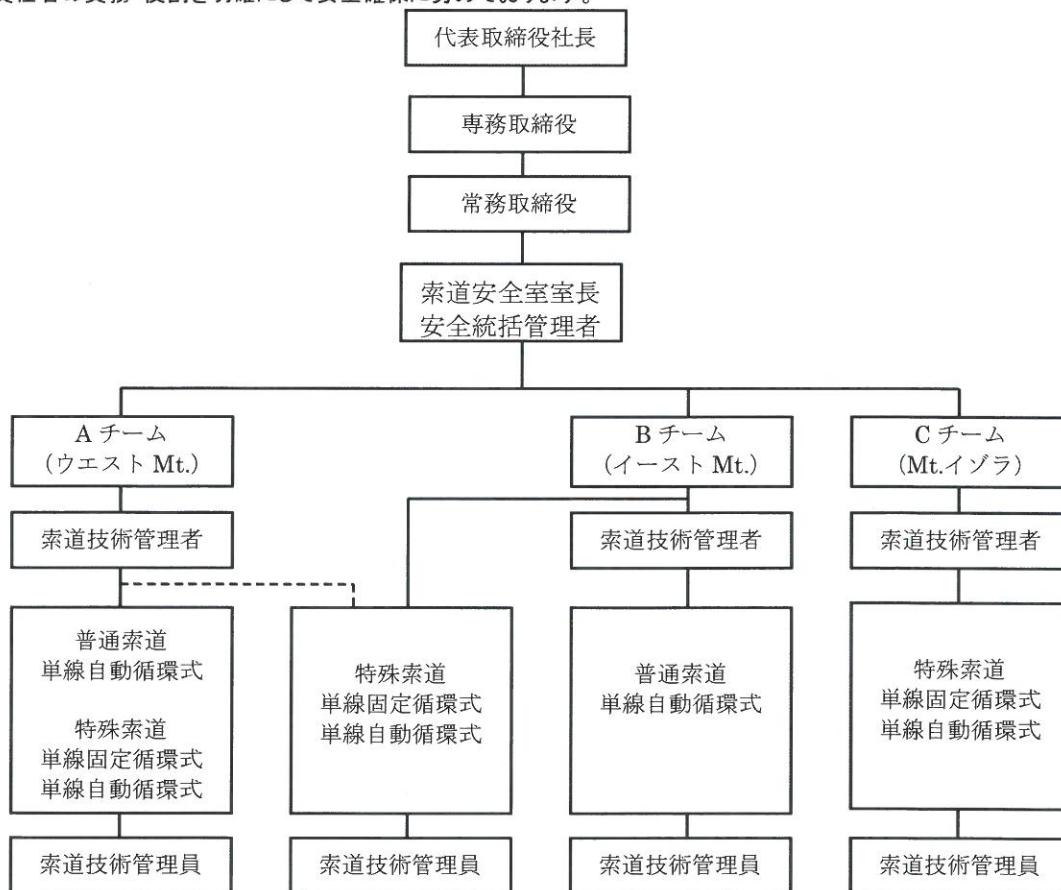 代表取締役社長
専務取締役
常務取締役
索道安全室室長
安全統括管理者
A チーム
(ウエスト Mt.)
B チーム
(イースト Mt.)
C チーム
(Mt.イゾラ)
索道技術管理者
索道技術管理者
索道技術管理者
普通索道
単線自動循環式
特殊索道
単線固定循環式
単線自動循環式
特殊索道
単線固定循環式
単線自動循環式
普通索道
単線自動循環式
特殊索道
単線固定循環式
単線自動循環式
索道技術管理員
索道技術管理員
索道技術管理員
索道技術管理員